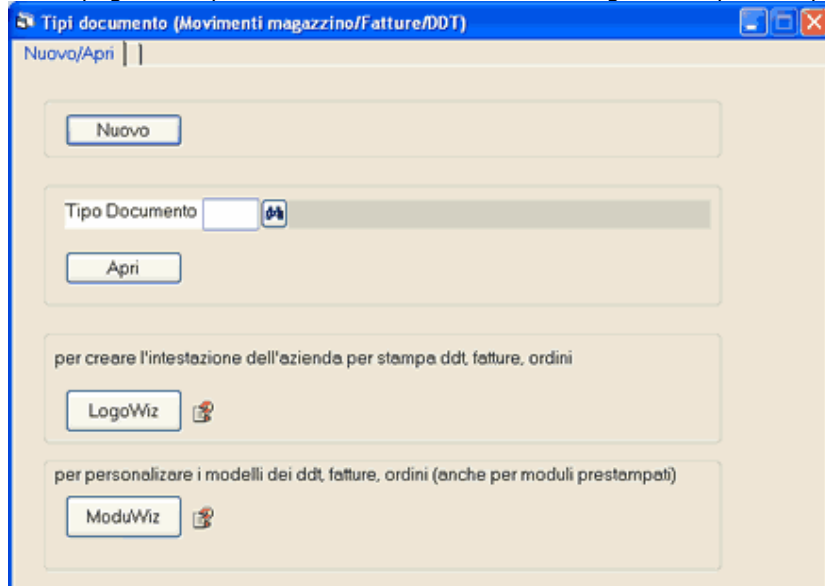 Tipi documento (Movimenti magazzino/Fatture/DDT)
Nuovo/Apri
Nuovo
Tipo Documento
Apri
per creare l'intestazione dell'azienda per stampa ddt, fatture, ordini
LogoWiz
per personalizare i modelli dei ddt, fatture, ordini (anche per moduli prestampati)
ModuWiz